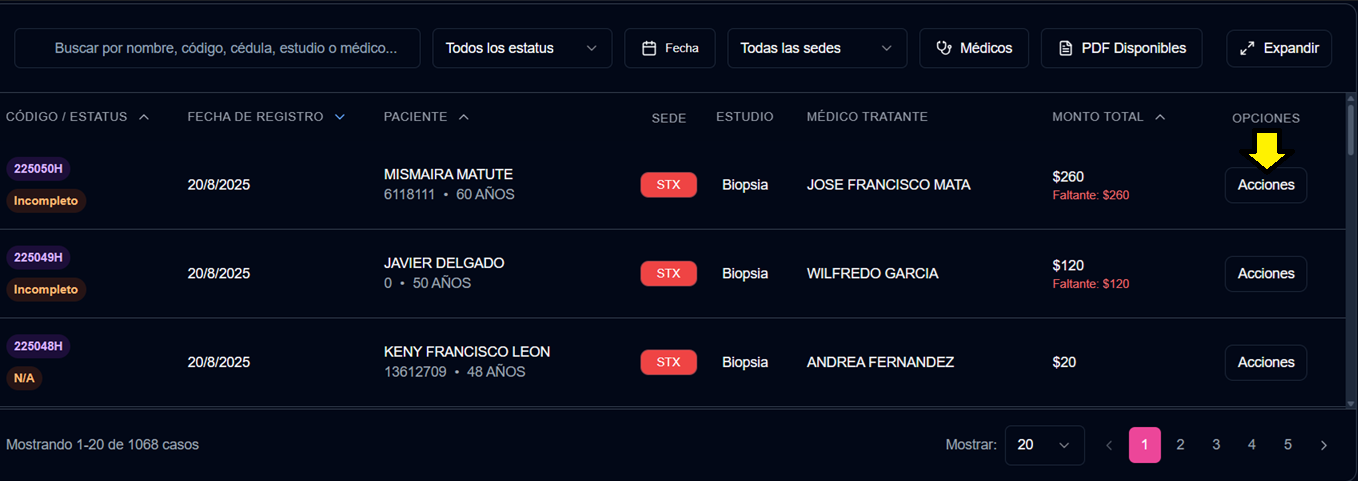 Buscar por nombre, código, cédula, estudio o médico...
Todos los estatus
Fecha
Todas las sedes
Médicos
PDF Disponibles
Expandir
CÓDIGO / ESTATUS
FECHA DE REGISTRO
PACIENTE
SEDE
ESTUDIO
MÉDICO TRATANTE
MONTO TOTAL
OPCIONES
225050H
Incompleto
20/8/2025
MISMAIRA MATUTE
6118111 • 60 AÑOS
STX
Biopsia
JOSE FRANCISCO MATA
$260
Faltante: $260
Acciones
225049H
Incompleto
20/8/2025
JAVIER DELGADO
0 • 50 AÑOS
STX
Biopsia
WILFREDO GARCIA
$120
Faltante: $120
Acciones
225048H
N/A
20/8/2025
KENY FRANCISCO LEON
13612709 • 48 AÑOS
STX
Biopsia
ANDREA FERNANDEZ
$20
Acciones
Mostrando 1-20 de 1068 casos
Mostrar:
20
1
2
3
4
5